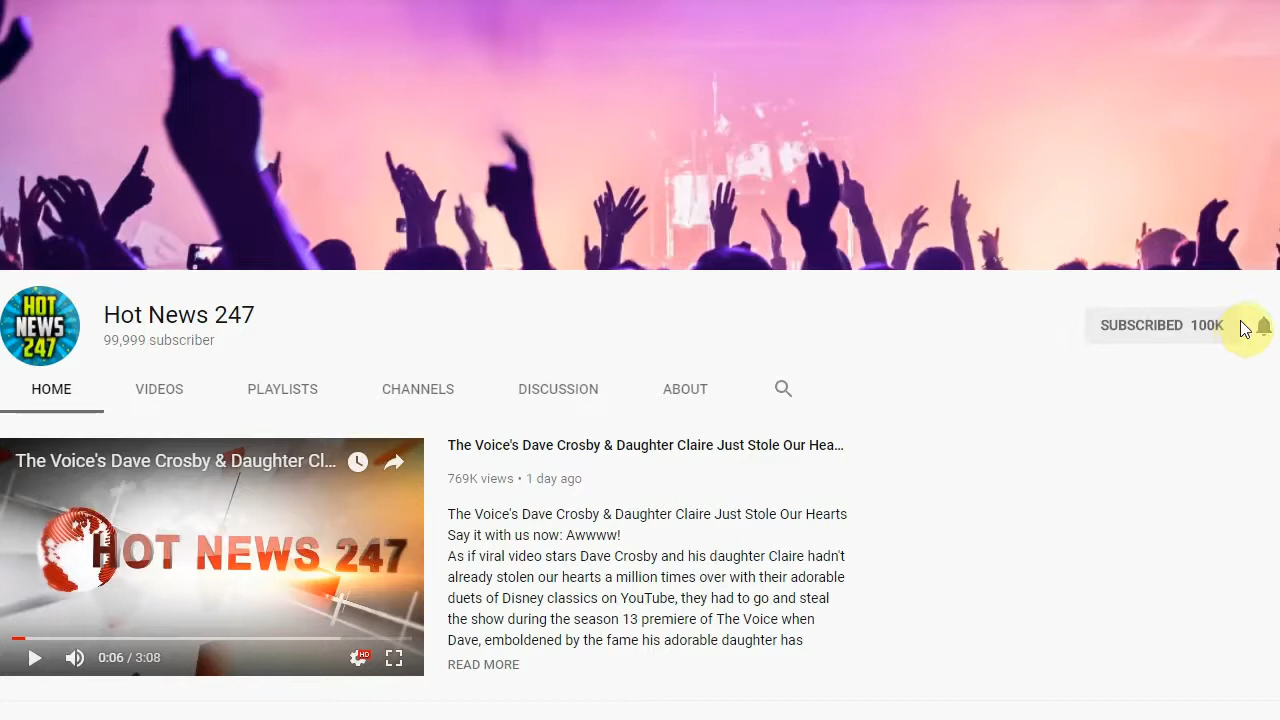 HOT
NEWS
247
Hot News 247
99,999 subscriber
SUBSCRIBED 100K
HOME VIDEOS PLAYLISTS CHANNELS DISCUSSION ABOUT
The Voice's Dave Crosby & Daughter Cl...
HOT NEWS 247
0:06 / 3:08
HD
The Voice's Dave Crosby & Daughter Claire Just Stole Our Hea...
769K views • 1 day ago
The Voice's Dave Crosby & Daughter Claire Just Stole Our Hearts
Say it with us now: Awwww!
As if viral video stars Dave Crosby and his daughter Claire hadn't
already stolen our hearts a million times over with their adorable
duets of Disney classics on YouTube, they had to go and steal
the show during the season 13 premiere of The Voice when
Dave, emboldened by the fame his adorable daughter has
READ MORE